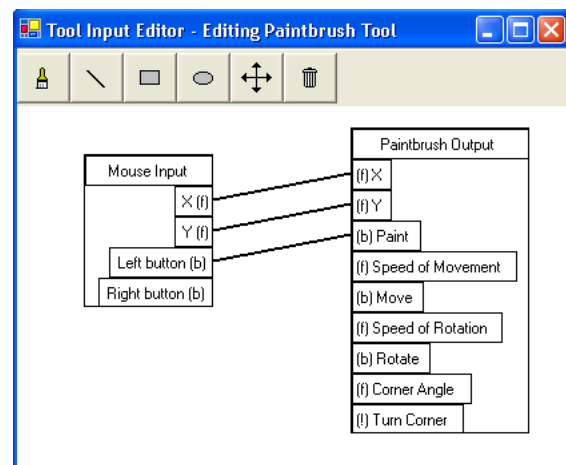 Tool Input Editor - Editing Paintbrush Tool
Mouse Input
X (f)
Y (f)
Left button (b)
Right button (b)
Paintbrush Output
(f) X
(f) Y
(b) Paint
(f) Speed of Movement
(b) Move
(f) Speed of Rotation
(b) Rotate
(f) Corner Angle
(!) Turn Corner